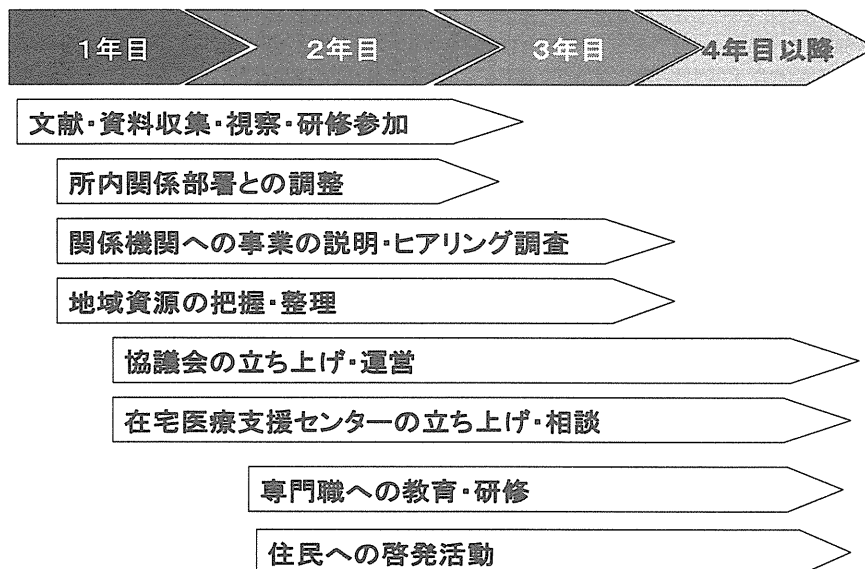 1年目 2年目 3年目 4年目以降
文献・資料収集・視察・研修参加
所内関係部署との調整
関係機関への事業の説明・ヒアリング調査
地域資源の把握・整理
協議会の立ち上げ・運営
在宅医療支援センターの立ち上げ・相談
専門職への教育・研修
住民への啓発活動